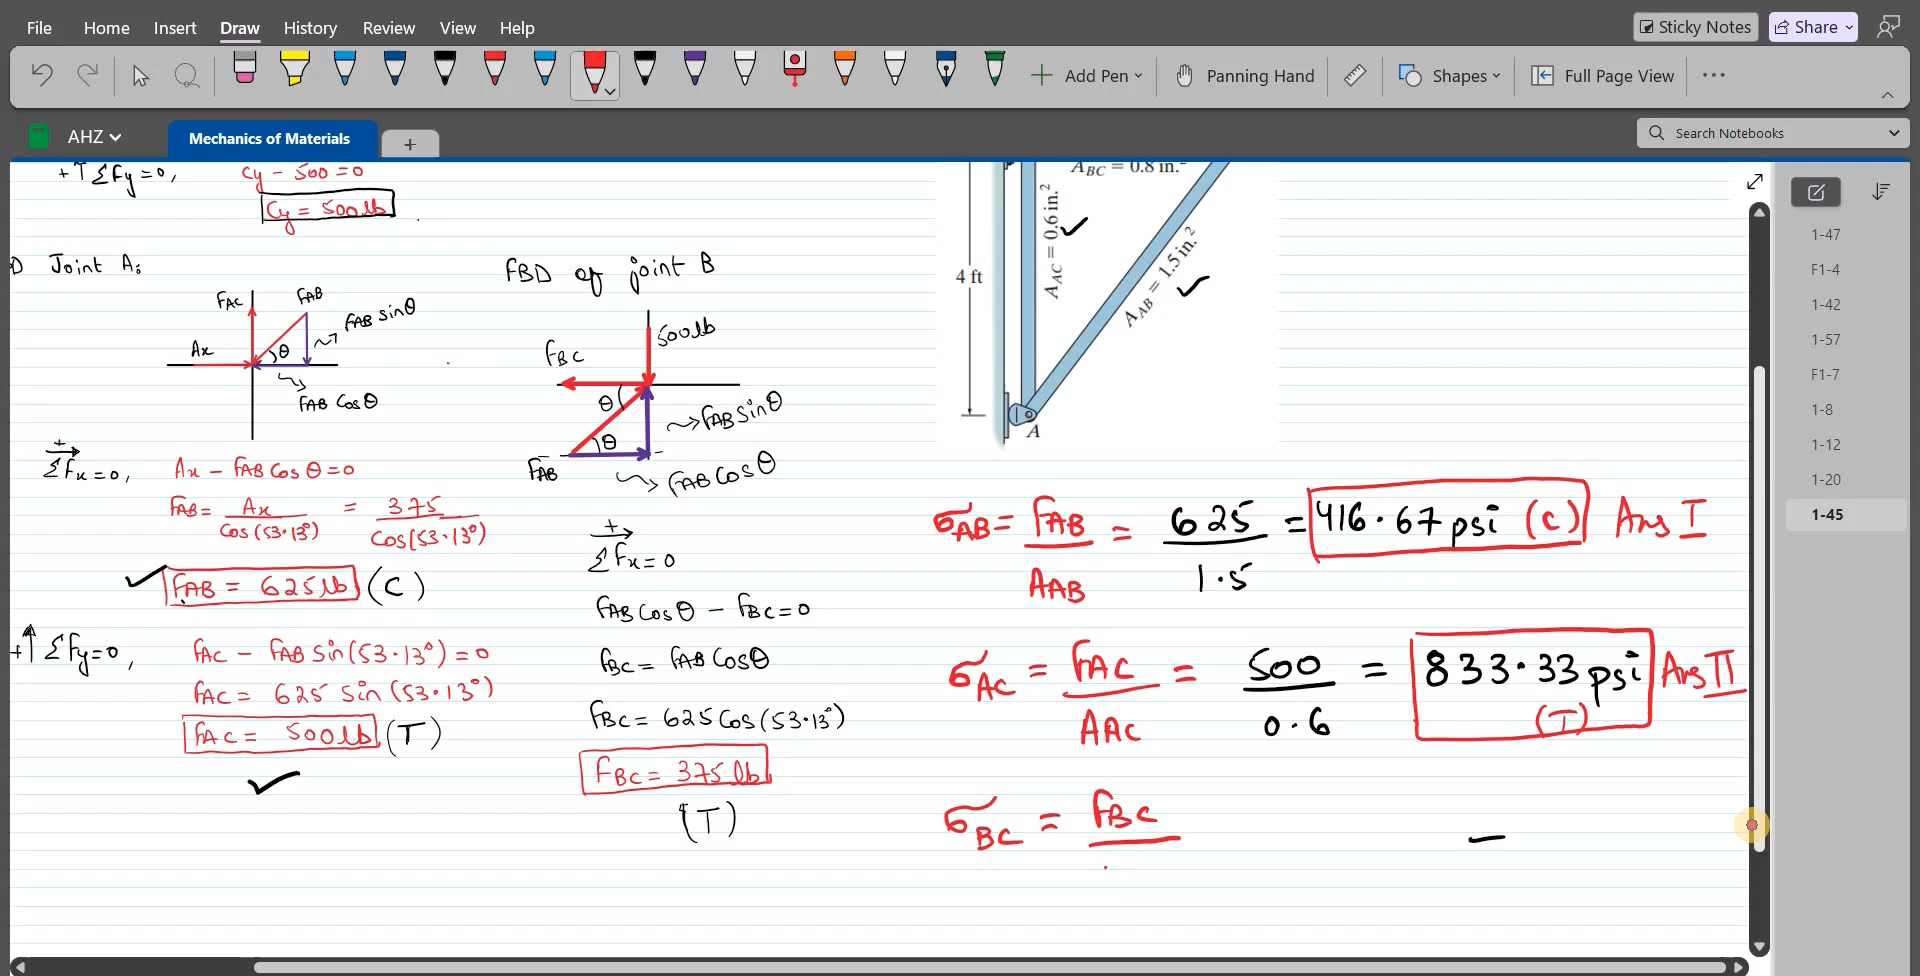 File Home Insert Draw History Review View Help
Sticky Notes
Share
Add Pen
Panning Hand
Shapes
Full Page View
AHZ
Mechanics of Materials
Search Notebooks
+↑ΣFy=0, Cy - 500 = 0
Cy = 500 lb
D Joint A:
FAC
FAB
FAB sinθ
Ax
θ
FAB Cosθ
+→
ΣFx=0, Ax - FAB Cosθ=0
FAB = Ax / Cos(53.13°) = 375 / Cos(53.13°)
FAB = 625 lb (C)
+↑ΣFy=0, FAC - FAB Sin(53.13°) = 0
FAC = 625 sin(53.13°)
FAC = 500 lb (T)
FBD of joint B
500 lb
FBC
θ
θ
FAB sinθ
FAB
FAB Cosθ
+→
ΣFx=0
FAB Cosθ - FBC=0
FBC = FAB Cosθ
FBC = 625 Cos(53.13°)
FBC = 375 lb
(T)
ABC = 0.8 in.²
AAC = 0.6 in.²
AAB = 1.5 in.²
4 ft
A
σAB = FAB / AAB = 625 / 1.5 = 416.67 psi (C) Ans I
σAC = FAC / AAC = 500 / 0.6 = 833.33 psi (T) Ans II
σBC = FBC
1-47
F1-4
1-42
1-57
F1-7
1-8
1-12
1-20
1-45